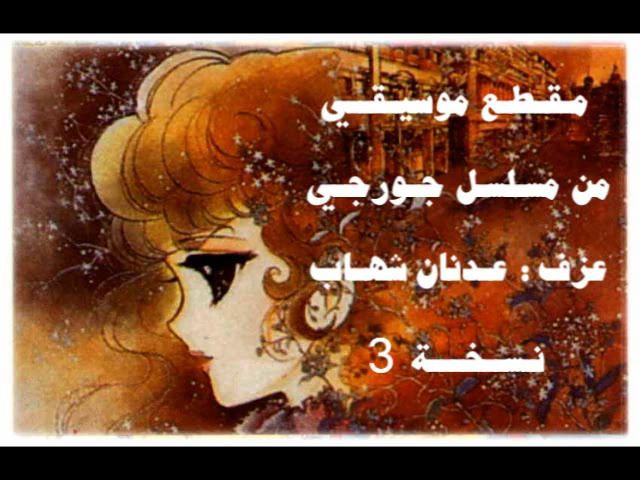 مقطع موسيقي
من مسلسل جورجي
عزف : عدنان شهاب
نسخة 3